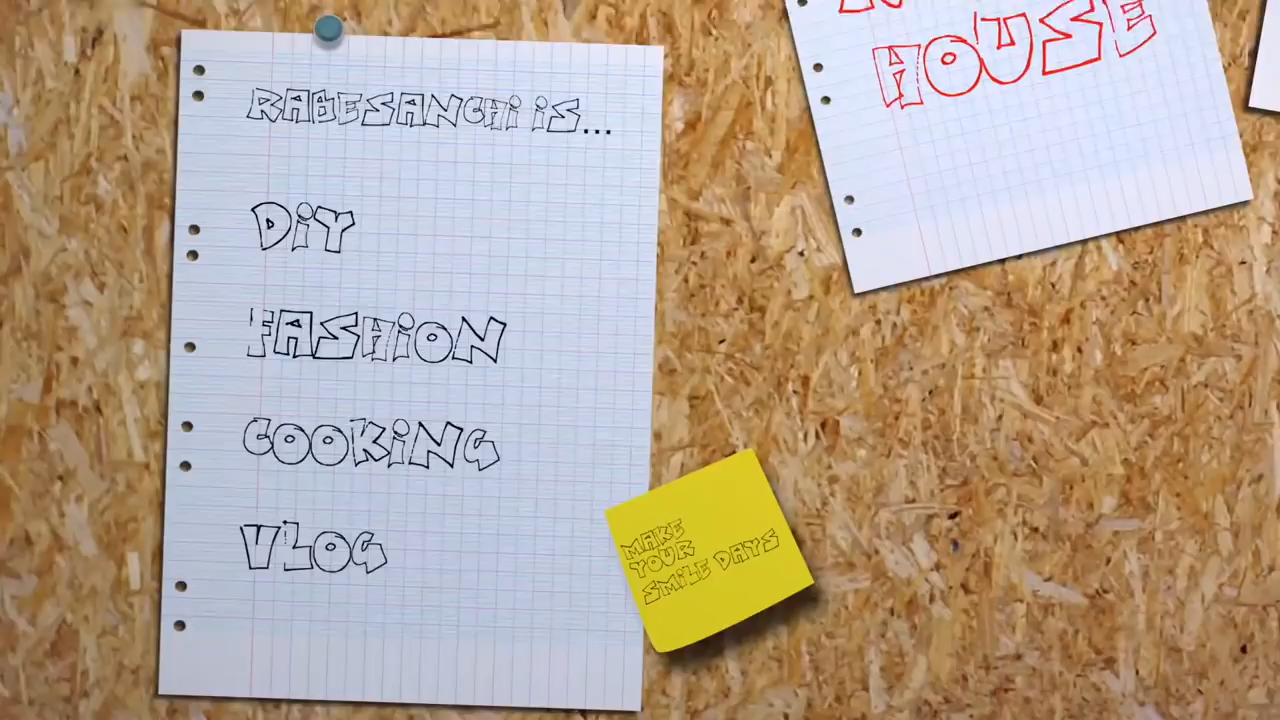 RABESANCHI IS...
DIY
FASHION
COOKING
VLOG
MAKE
YOUR
SMILE DAYS
HOUSE